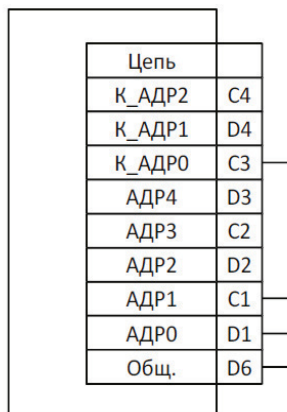 Цепь
К_АДР2 C4
К_АДР1 D4
К_АДР0 C3
АДР4 D3
АДР3 C2
АДР2 D2
АДР1 C1
АДР0 D1
Общ. D6